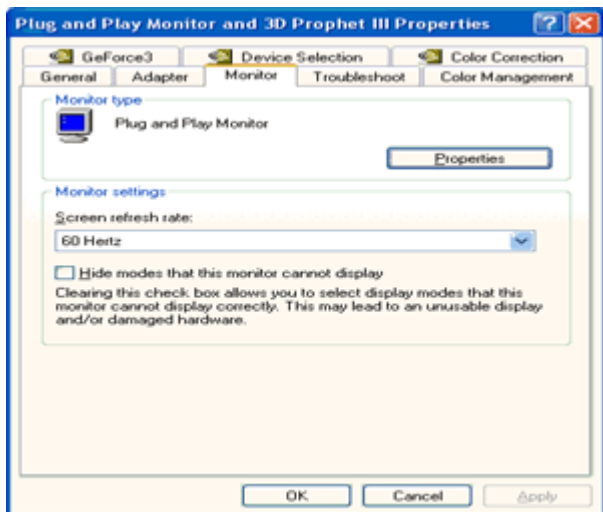 Plug and Play Monitor and 3D Prophet III Properties
GeForce3 Device Selection Color Correction
General Adapter Monitor Troubleshoot Color Management
Monitor type
Plug and Play Monitor
Properties
Monitor settings
Screen refresh rate:
60 Hertz
Hide modes that this monitor cannot display
Clearing this check box allows you to select display modes that this
monitor cannot display correctly. This may lead to an unusable display
and/or damaged hardware.
OK Cancel Apply